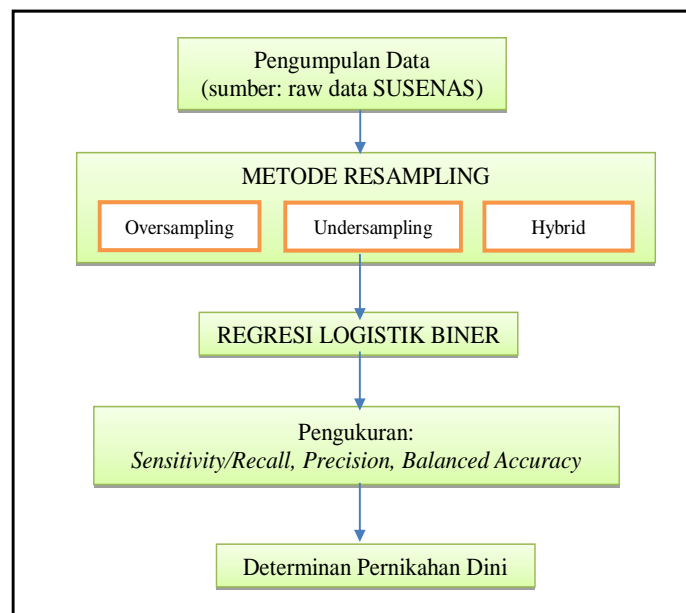 Pengumpulan Data
(sumber: raw data SUSENAS)
METODE RESAMPLING
Oversampling
Undersampling
Hybrid
REGRESI LOGISTIK BINER
Pengukuran:
Sensitivity/Recall, Precision, Balanced Accuracy
Determinan Pernikahan Dini